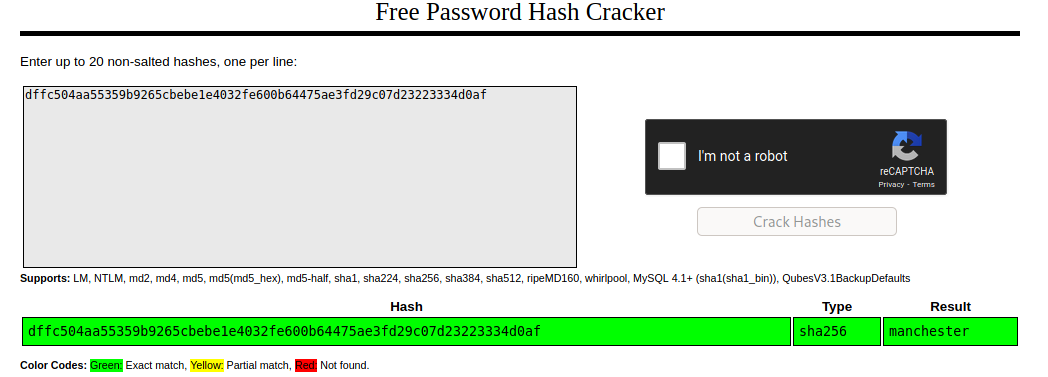 Free Password Hash Cracker
Enter up to 20 non-salted hashes, one per line:
dffc504aa55359b9265cbebe1e4032fe600b64475ae3fd29c07d23223334d0af
I'm not a robot
reCAPTCHA
Privacy - Terms
Crack Hashes
Supports: LM, NTLM, md2, md4, md5, md5(md5_hex), md5-half, sha1, sha224, sha256, sha384, sha512, ripeMD160, whirlpool, MySQL 4.1+ (sha1(sha1_bin)), QubesV3.1BackupDefaults
Hash Type Result
dffc504aa55359b9265cbebe1e4032fe600b64475ae3fd29c07d23223334d0af sha256 manchester
Color Codes: Green: Exact match, Yellow: Partial match, Red: Not found.